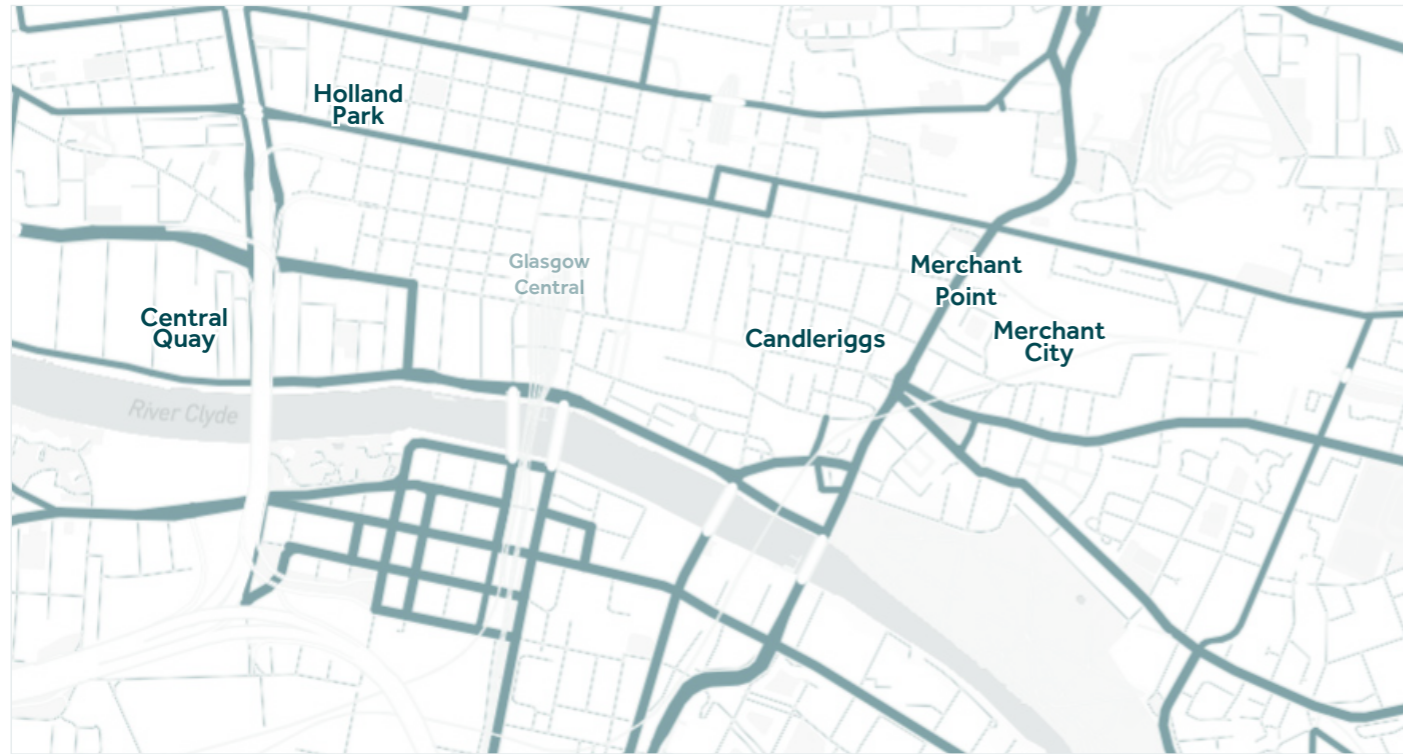 Holland
Park
Glasgow
Central
Merchant
Point
Central
Quay
Candleriggs
Merchant
City
River Clyde